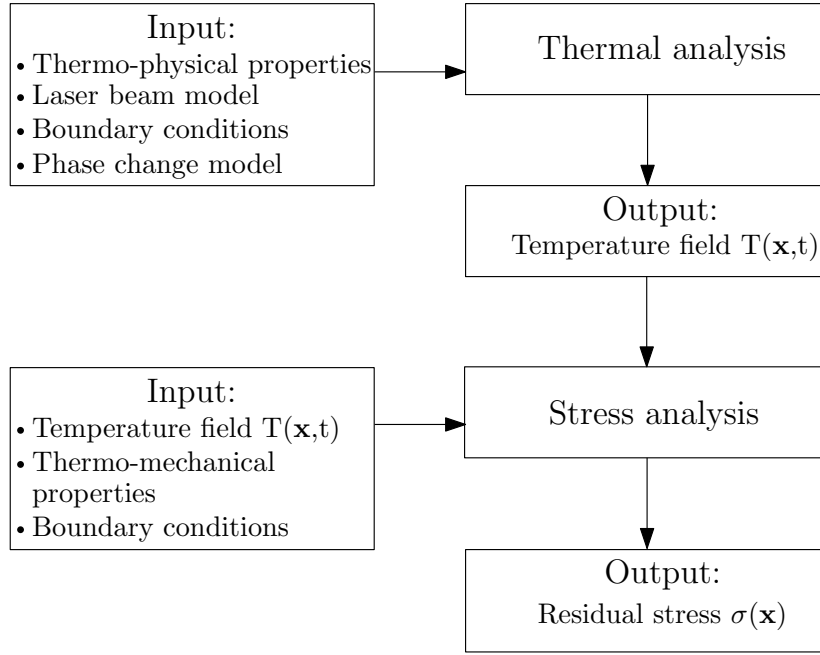 Input:
• Thermo-physical properties
• Laser beam model
• Boundary conditions
• Phase change model
Thermal analysis
Output:
Temperature field T(x,t)
Input:
• Temperature field T(x,t)
• Thermo-mechanical
properties
• Boundary conditions
Stress analysis
Output:
Residual stress σ(x)